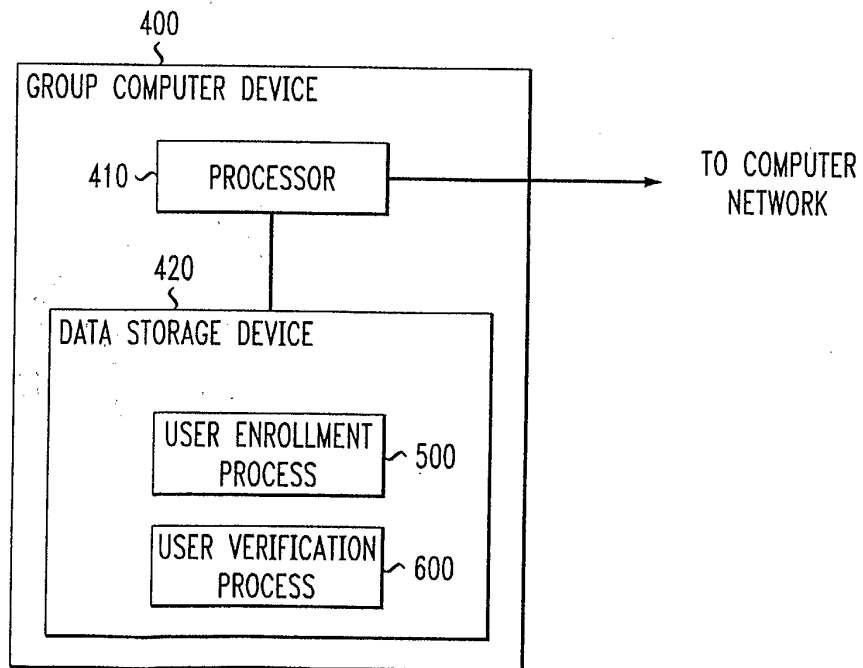 400
GROUP COMPUTER DEVICE
410
PROCESSOR
TO COMPUTER
NETWORK
420
DATA STORAGE DEVICE
USER ENROLLMENT
PROCESS
500
USER VERIFICATION
PROCESS
600